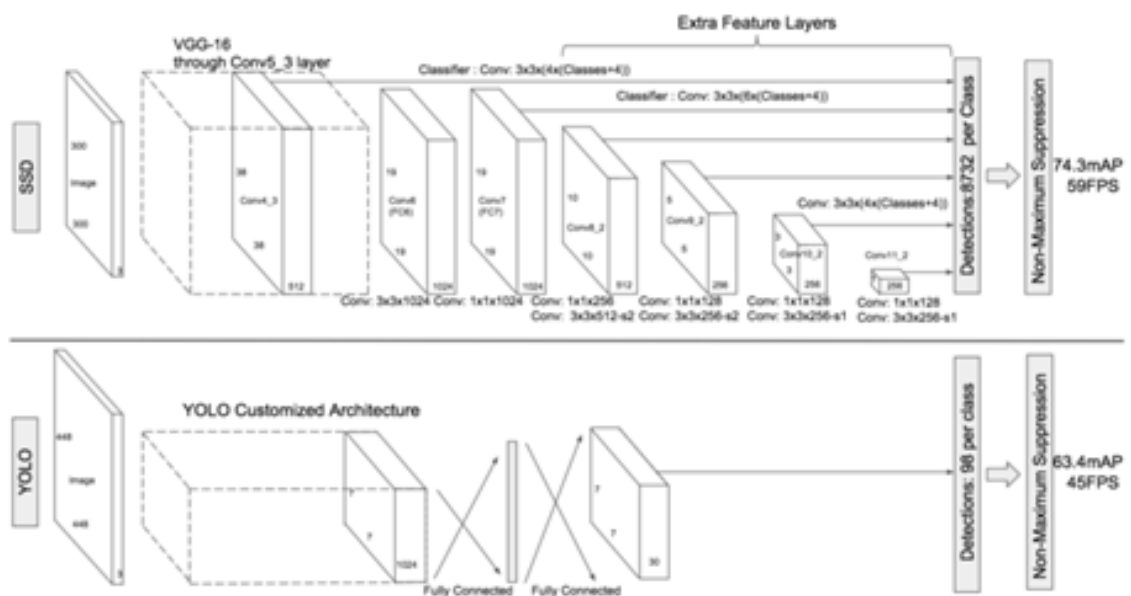 Extra Feature Layers
VGG-16
through Conv5_3 layer
Classifier : Conv: 3x3x(4x(Classes+4))
Classifier : Conv: 3x3x(6x(Classes+4))
SSD
300
Image
300
3
38
Conv4_3
38
512
19
Conv6
(FC6)
19
1024
19
Conv7
(FC7)
19
1024
10
Conv8_2
10
512
5
Conv9_2
5
256
Conv: 3x3x(4x(Classes+4))
3
Conv10_2
3
256
Conv11_2
256
Conv: 3x3x1024
Conv: 1x1x1024
Conv: 1x1x256
Conv: 3x3x512-s2
Conv: 1x1x128
Conv: 3x3x256-s2
Conv: 1x1x128
Conv: 3x3x256-s1
Conv: 1x1x128
Conv: 3x3x256-s1
Detections:8732 per Class
Non-Maximum Suppression
74.3mAP
59FPS
YOLO
448
Image
448
3
YOLO Customized Architecture
7
7
1024
Fully Connected
Fully Connected
7
7
30
Detections: 98 per class
Non-Maximum Suppression
63.4mAP
45FPS